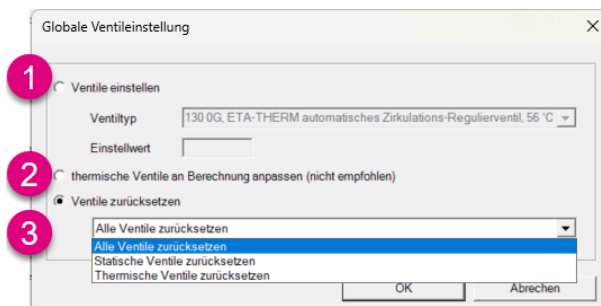 Globale Ventileinstellung
1
Ventile einstellen
Ventiltyp 130 0G, ETA-THERM automatisches Zirkulations-Regulierventil, 56 °C
Einstellwert
2
thermische Ventile an Berechnung anpassen (nicht empfohlen)
Ventile zurücksetzen
3
Alle Ventile zurücksetzen
Alle Ventile zurücksetzen
Statische Ventile zurücksetzen
Thermische Ventile zurücksetzen
OK Abrechen